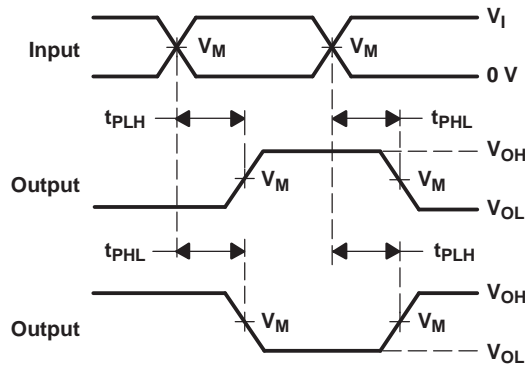 V_I
Input V_M V_M
0 V
t_PLH t_PHL
V_OH
Output V_M V_M
V_OL
t_PHL t_PLH
V_OH
Output V_M V_M
V_OL